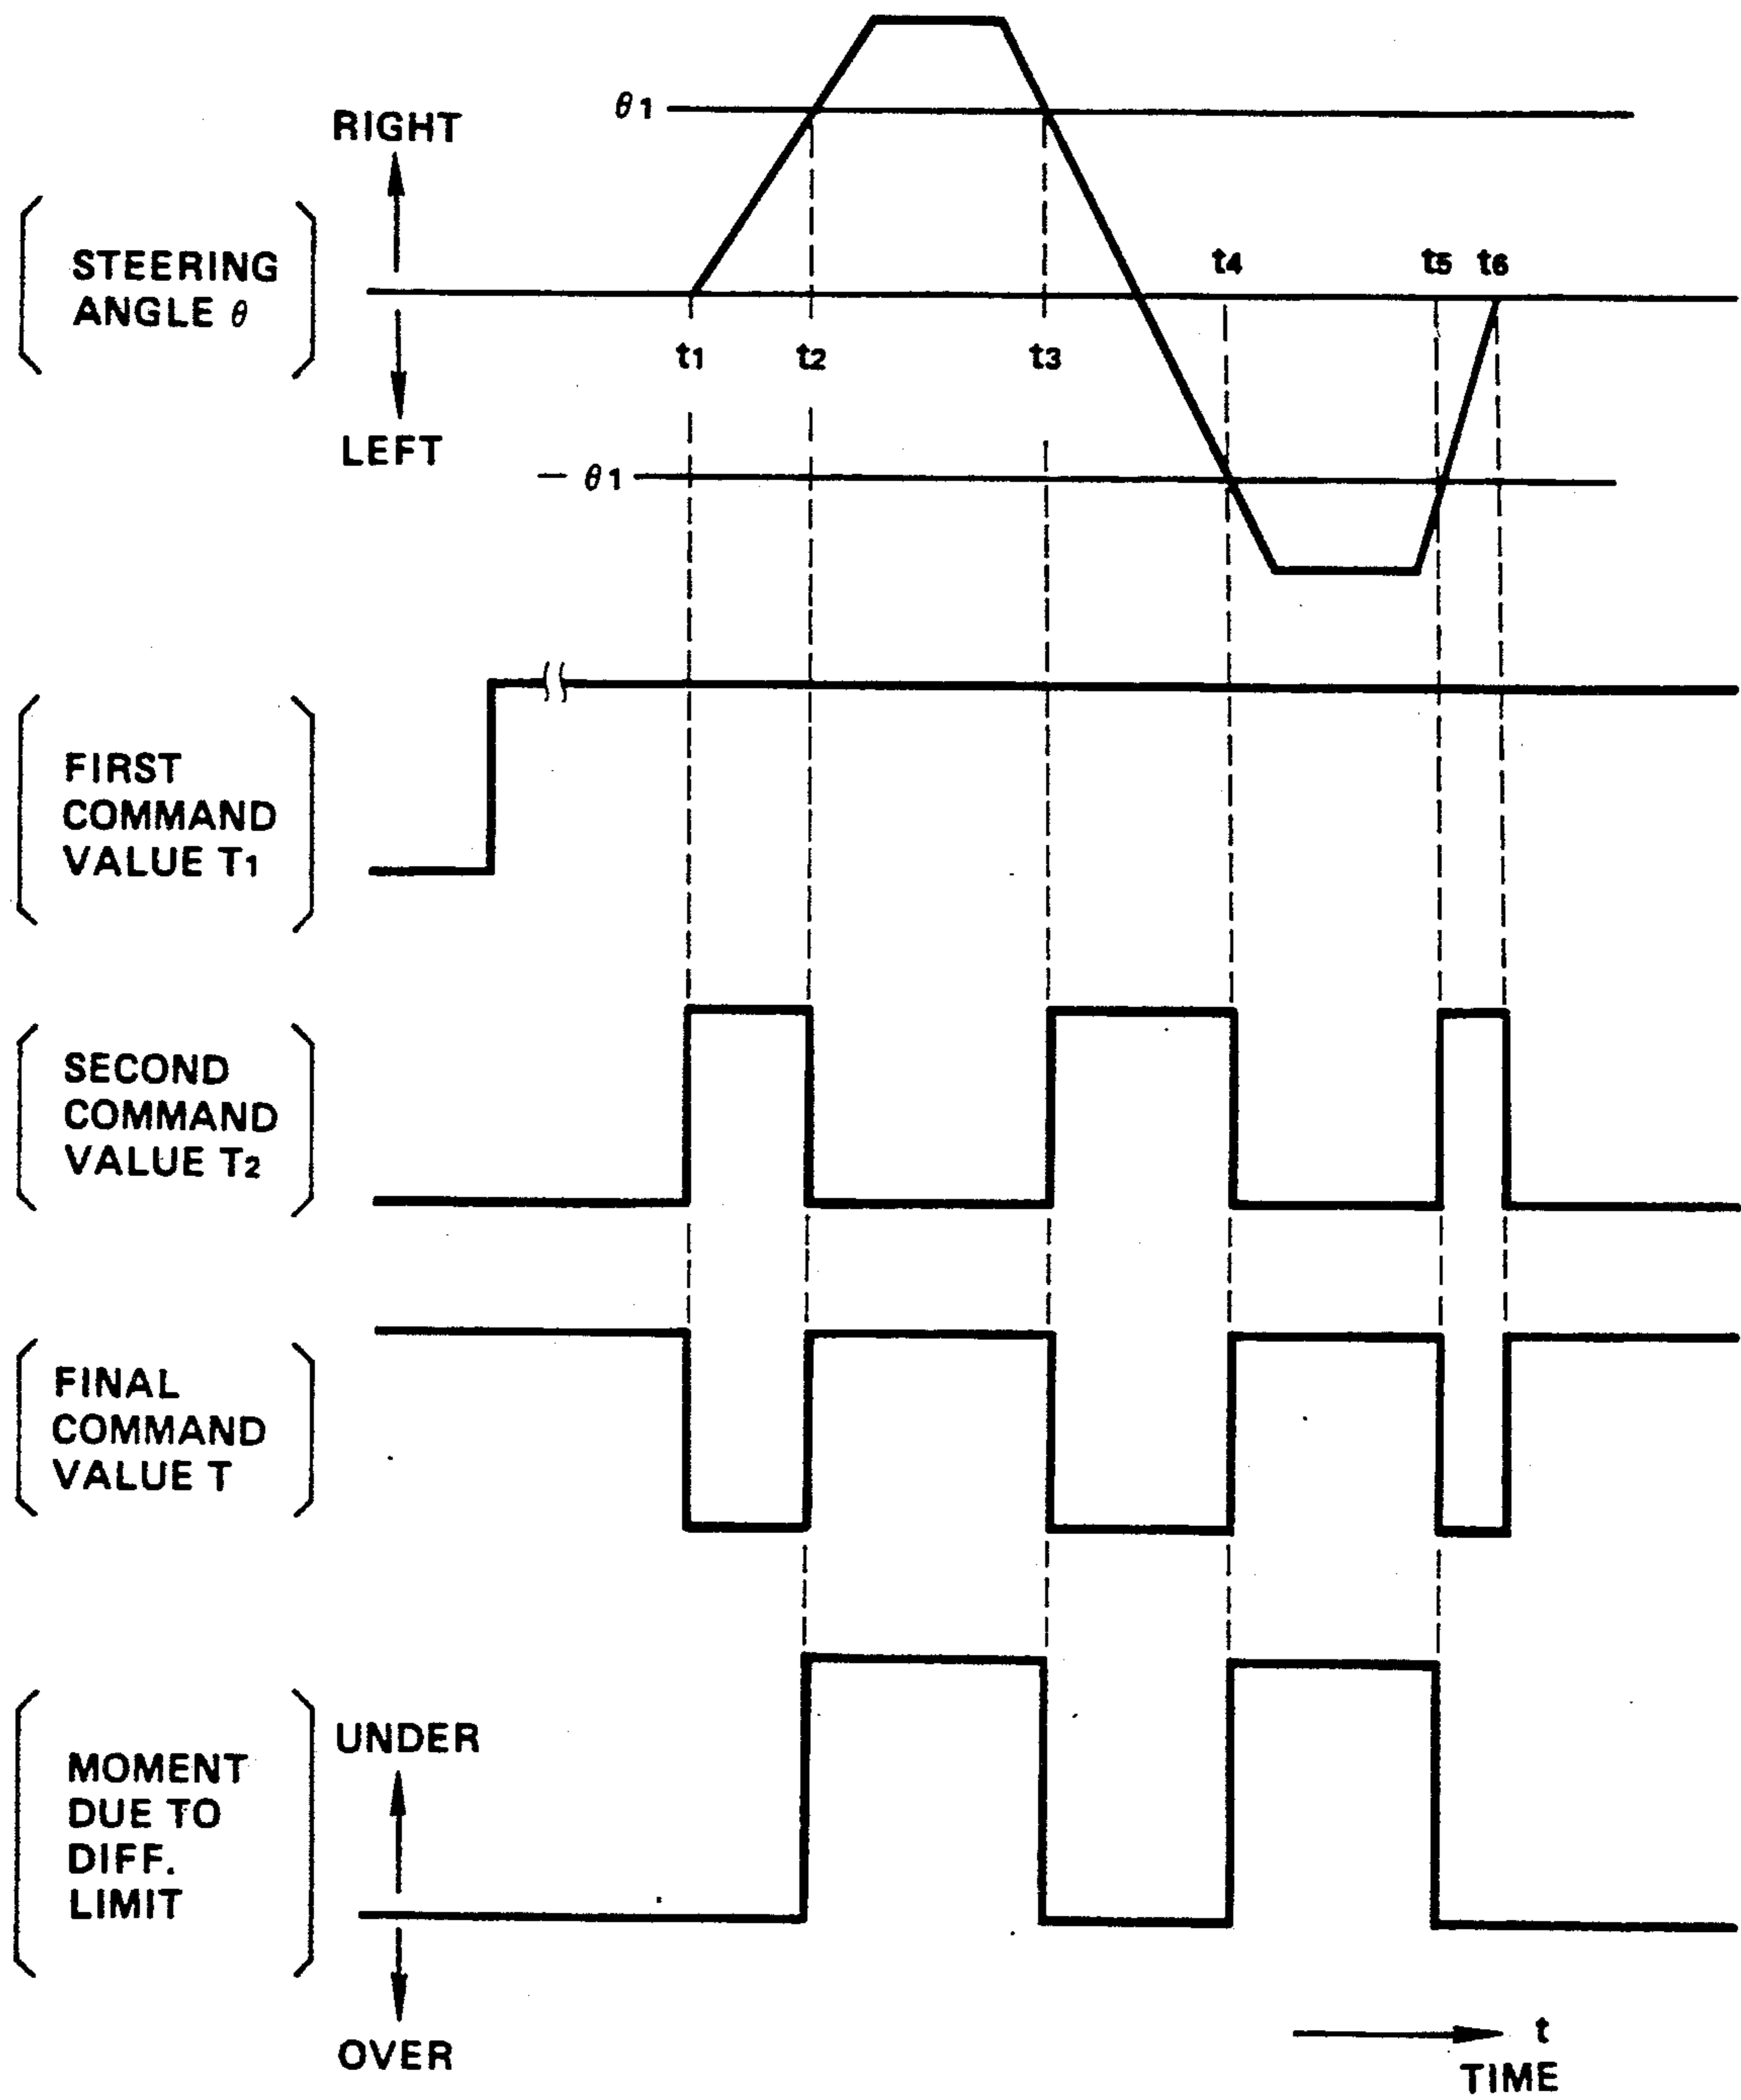 θ1
RIGHT
STEERING
ANGLE θ
t4
t5
t6
t1
t2
t3
LEFT
− θ1
FIRST
COMMAND
VALUE T1
SECOND
COMMAND
VALUE T2
FINAL
COMMAND
VALUE T
UNDER
MOMENT
DUE TO
DIFF.
LIMIT
OVER
t
TIME